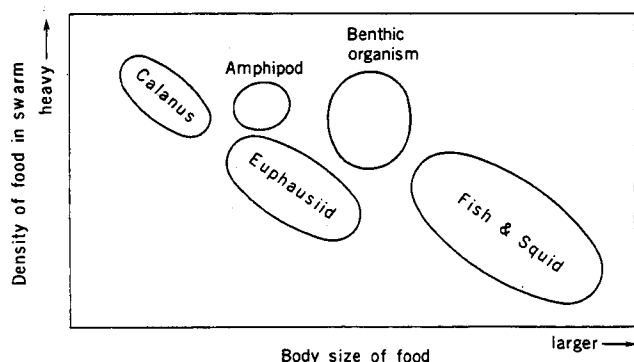 Benthic
organism
Amphipod
Calanus
Euphausiid
Fish & Squid
Density of food in swarm
heavy
larger
Body size of food